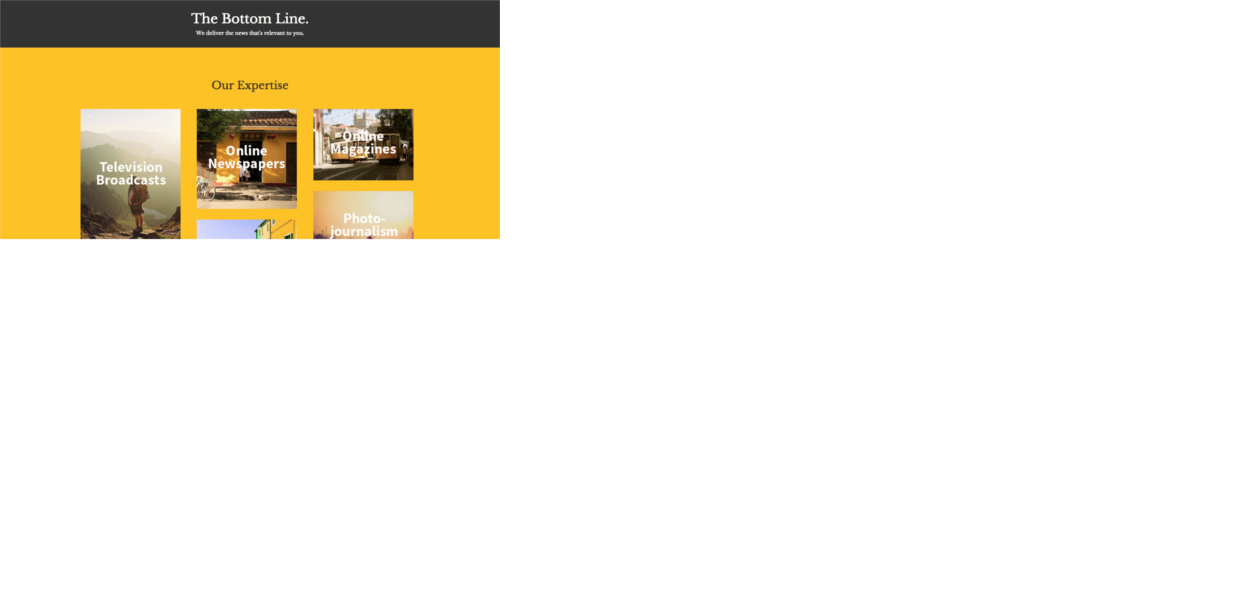 The Bottom Line.
We deliver the news that's relevant to you.
Our Expertise
Television
Broadcasts
Online
Newspapers
Online
Magazines
Photo-
journalism